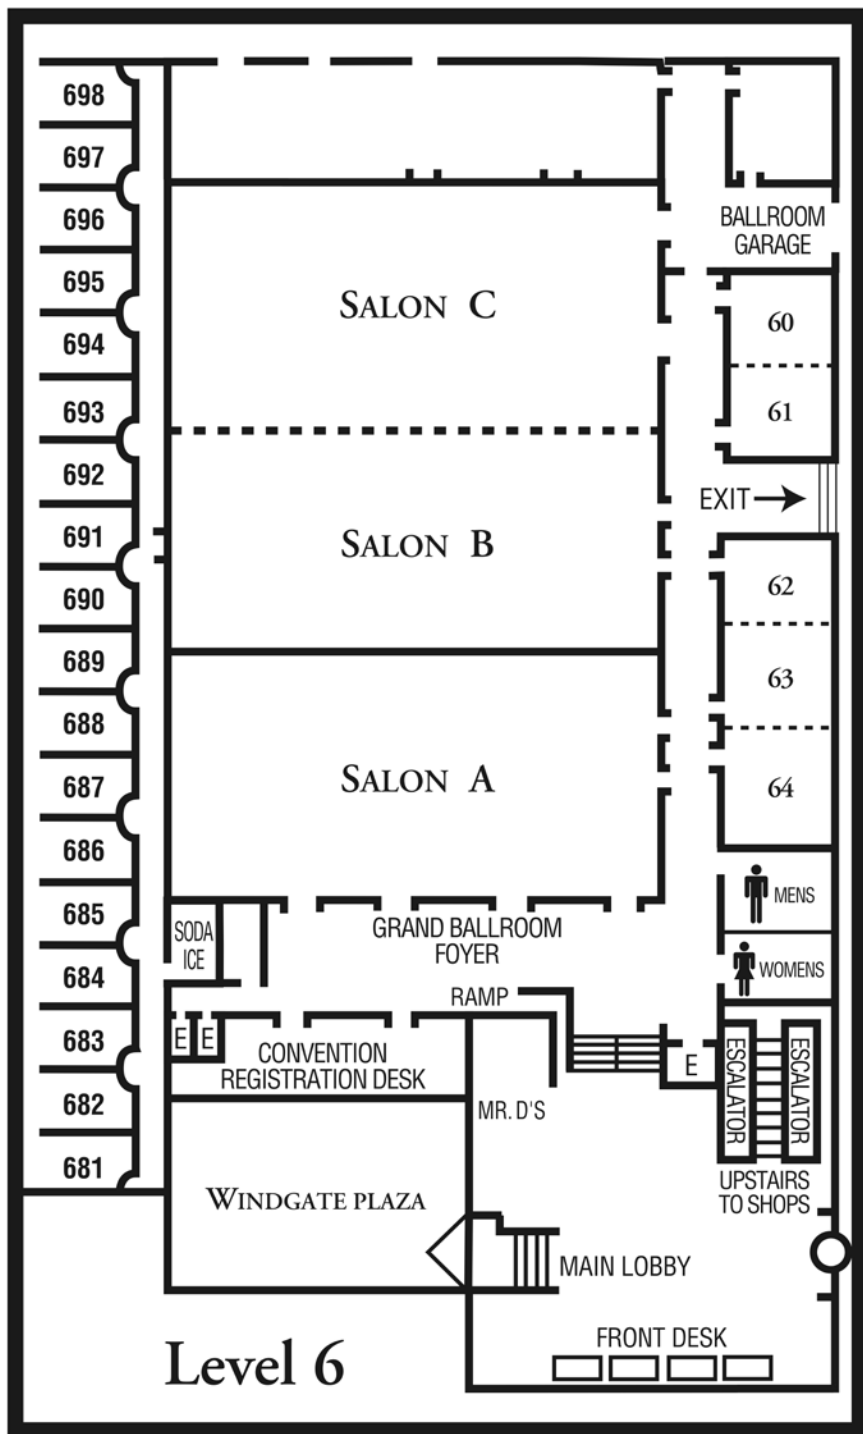 698
697
696
695
694
693
692
691
690
689
688
687
686
685
684
683
682
681
SALON C
SALON B
SALON A
BALLROOM
GARAGE
60
61
EXIT
62
63
64
MENS
WOMENS
SODA
ICE
GRAND BALLROOM
FOYER
RAMP
E E
CONVENTION
REGISTRATION DESK
E
ESCALATOR
ESCALATOR
MR. D'S
UPSTAIRS
TO SHOPS
WINDGATE PLAZA
MAIN LOBBY
FRONT DESK
Level 6